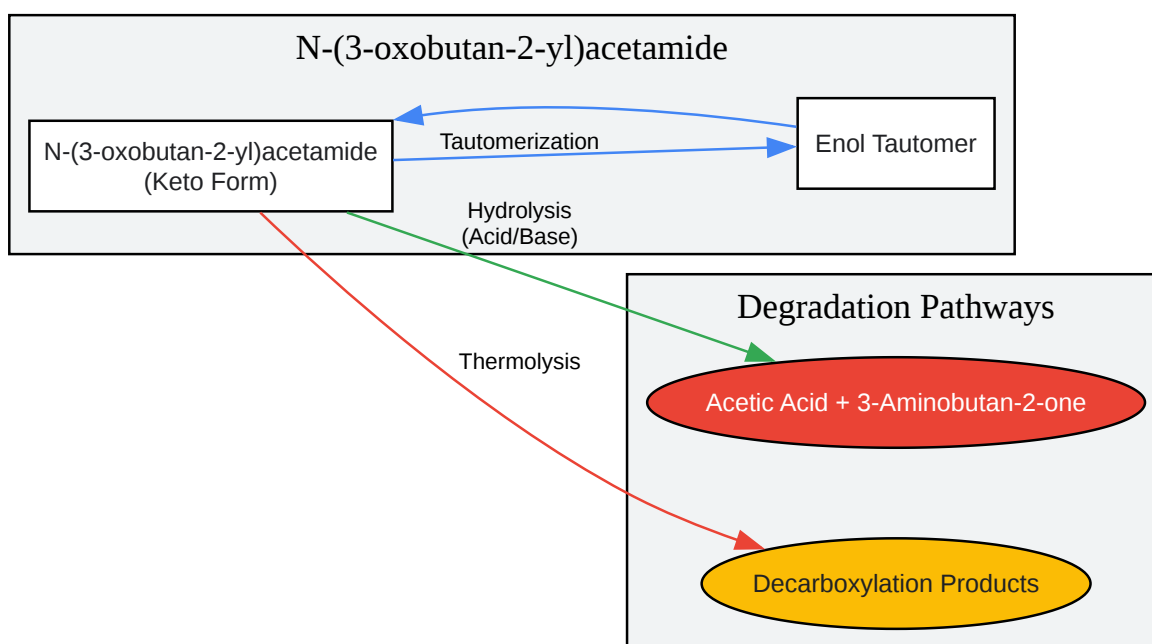 N-(3-oxobutan-2-yl)acetamide
N-(3-oxobutan-2-yl)acetamide
(Keto Form)
Tautomerization
Enol Tautomer
Hydrolysis
(Acid/Base)
Degradation Pathways
Thermolysis
Acetic Acid + 3-Aminobutan-2-one
Decarboxylation Products